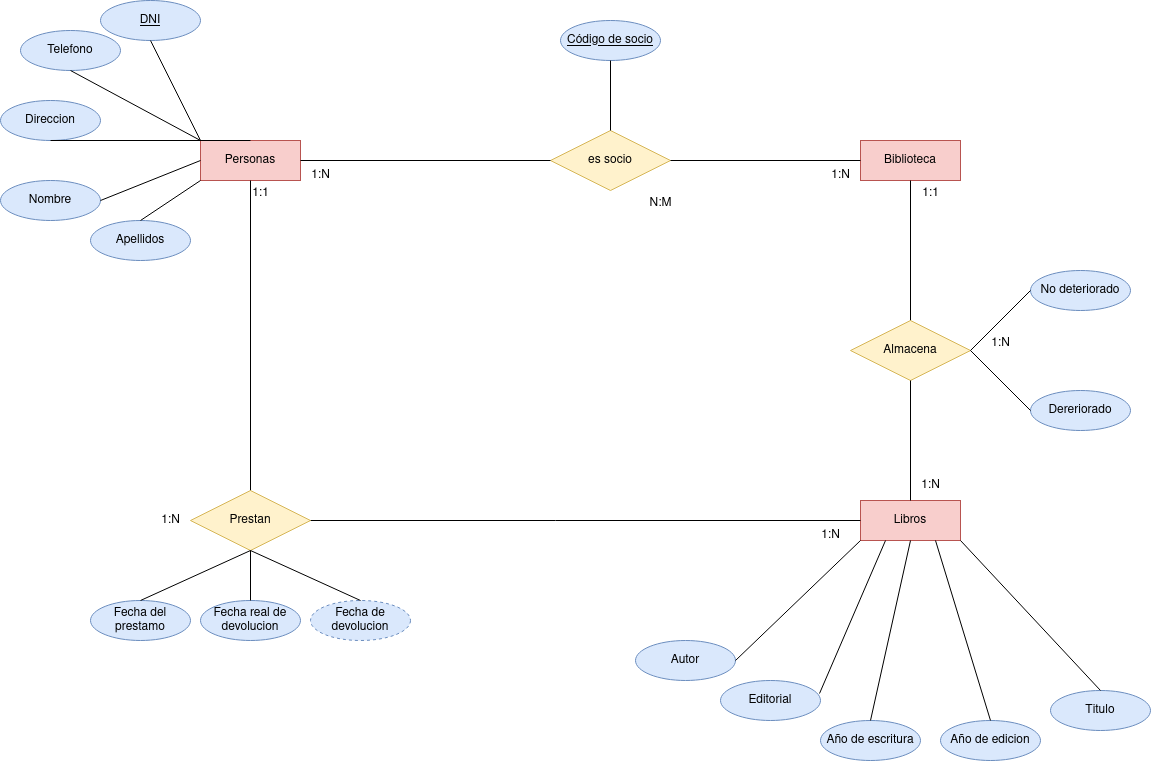 DNI
Telefono
Código de socio
Direccion
Personas
es socio
Biblioteca
1:N
1:N
1:1
1:1
Nombre
N:M
Apellidos
No deteriorado
1:N
Almacena
Dereriorado
1:N
1:N
Prestan
Libros
1:N
Fecha del
prestamo
Fecha real de
devolucion
Fecha de
devolucion
Autor
Editorial
Titulo
Año de escritura
Año de edicion